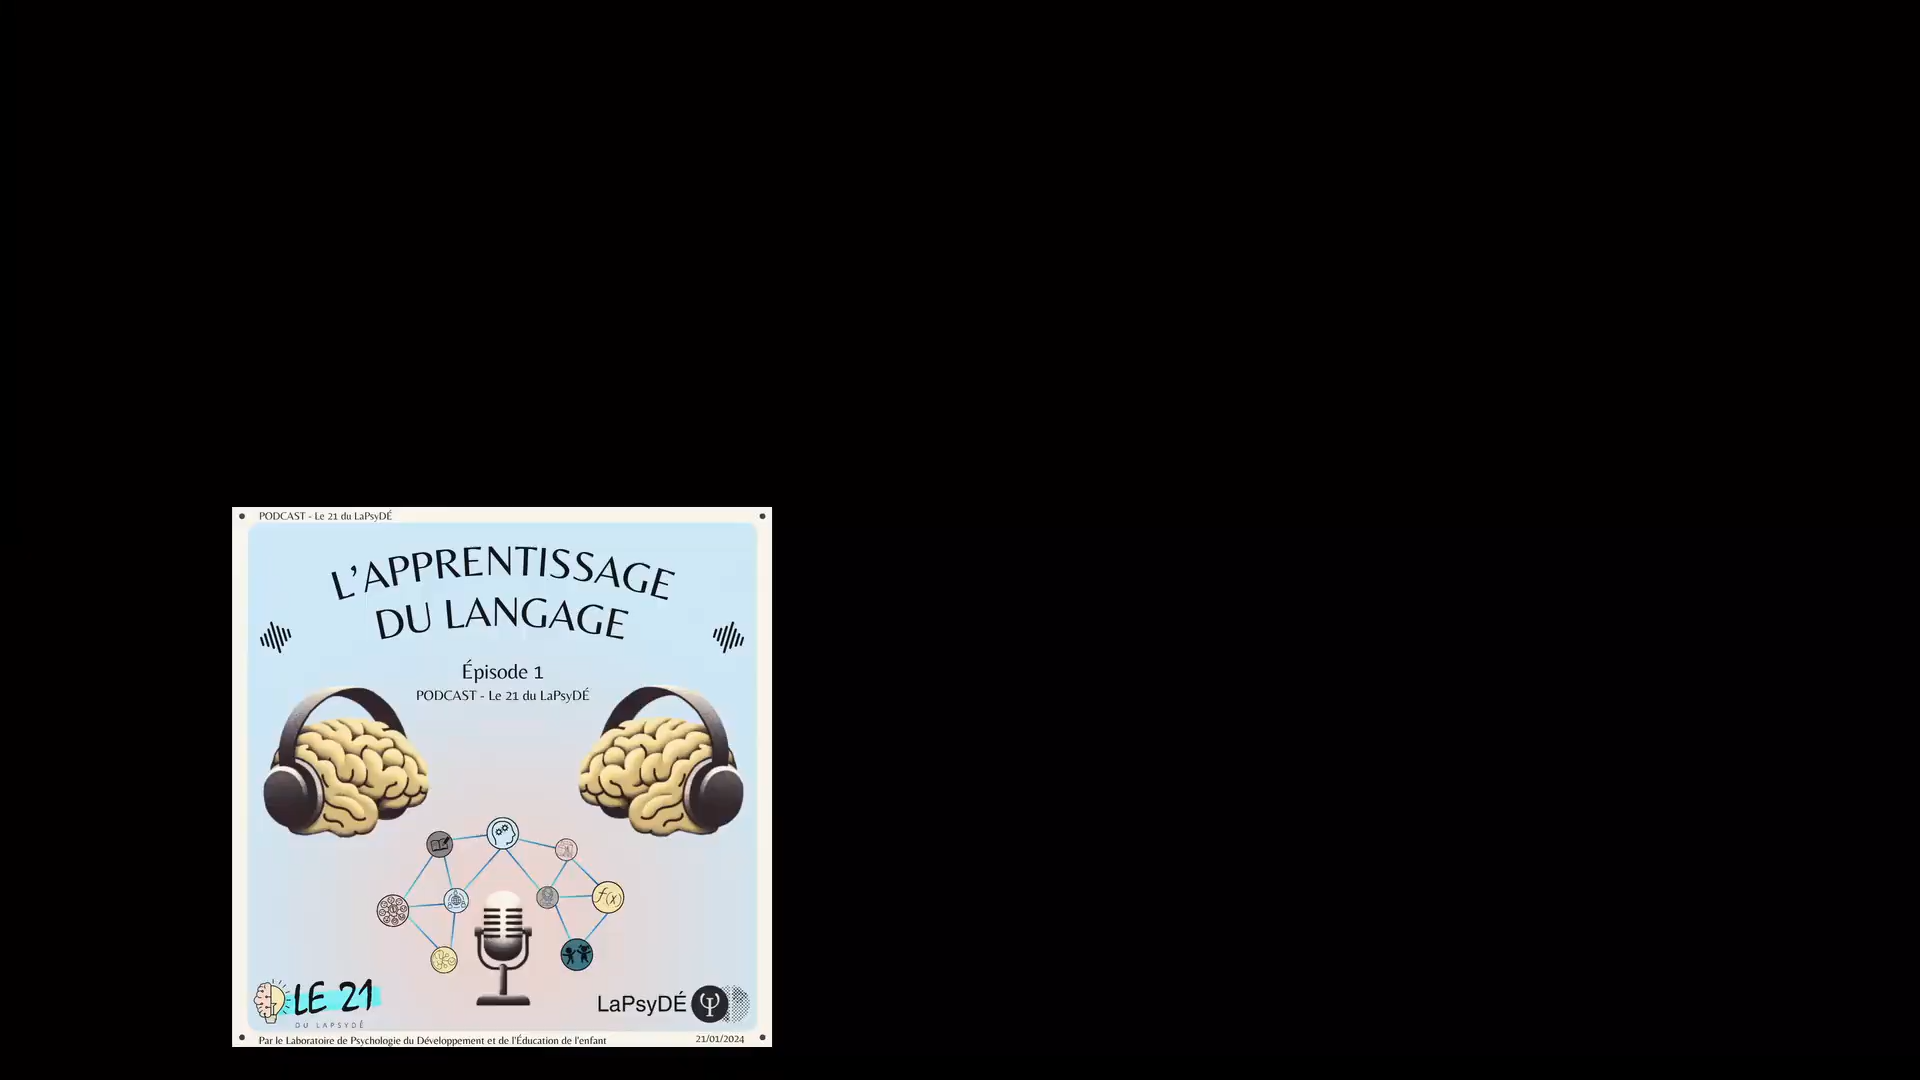 PODCAST - Le 21 du LaPsyDÉ
L'APPRENTISSAGE
DU LANGAGE
Épisode 1
PODCAST - Le 21 du LaPsyDÉ
f(x)
LE 21
DU LAPSYDÉ
LaPsyDÉ
Par le Laboratoire de Psychologie du Développement et de l'Éducation de l'enfant
21/01/2024